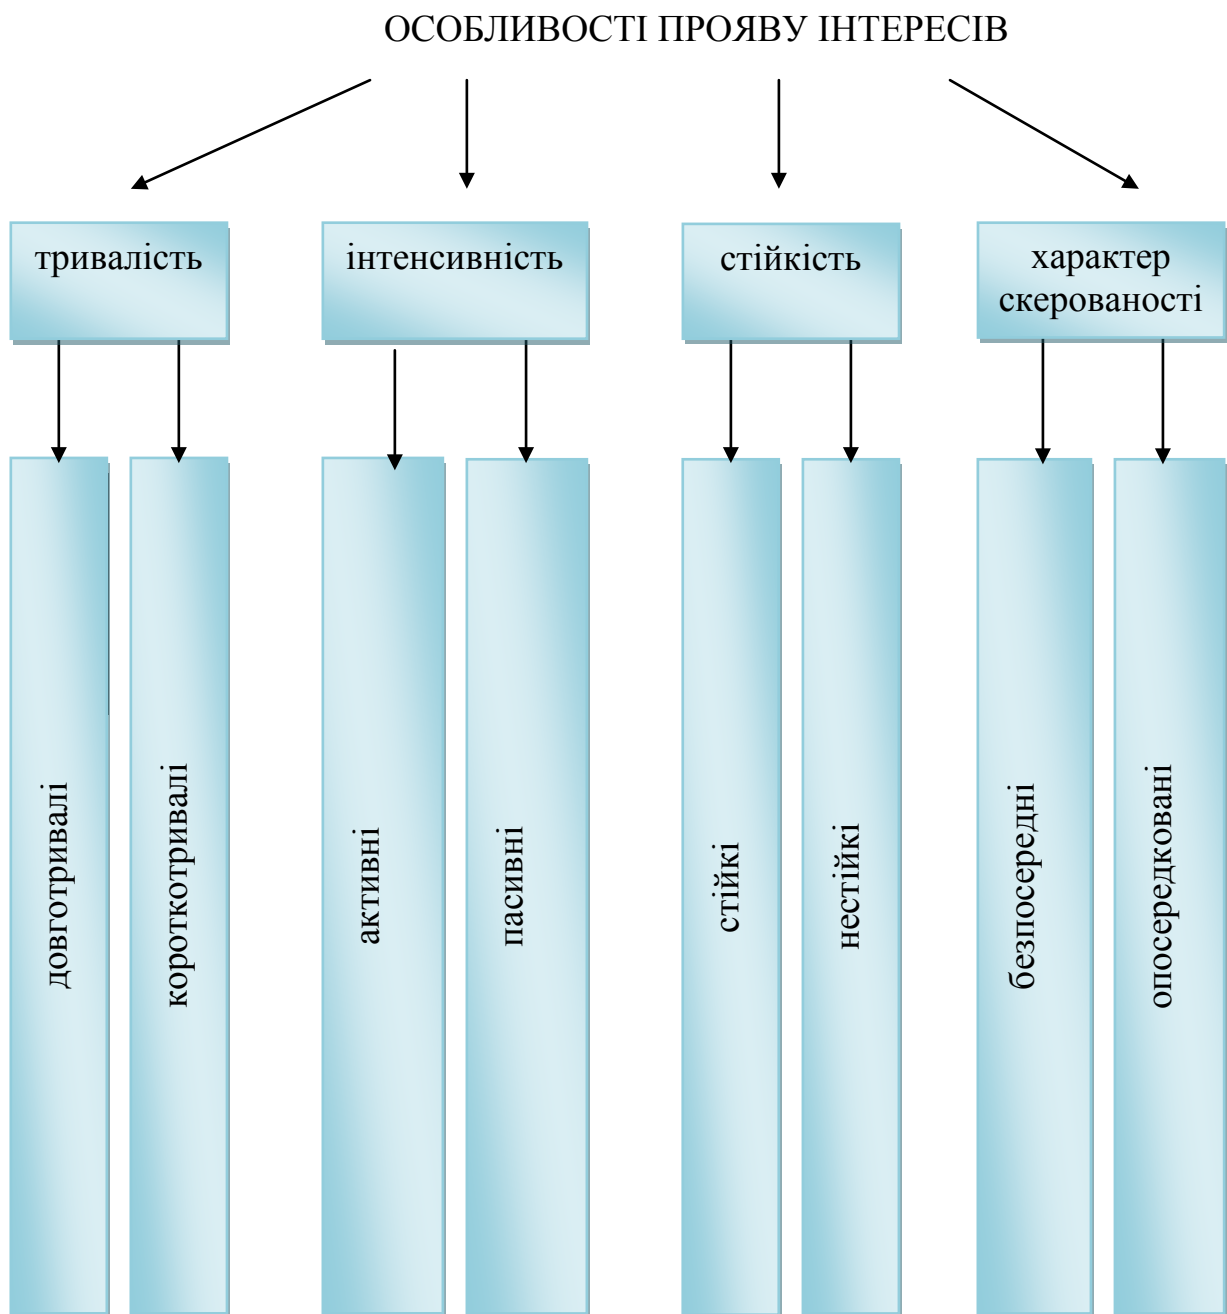 ОСОБЛИВОСТІ ПРОЯВУ ІНТЕРЕСІВ
тривалість
інтенсивність
стійкість
характер
скерованості
довготривалі
короткотривалі
активні
пасивні
стійкі
нестійкі
безпосередні
опосередковані